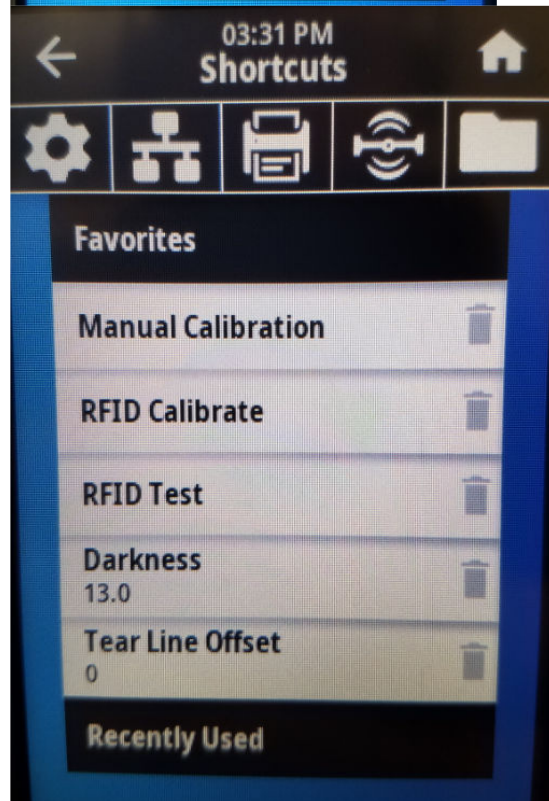 03:31 PM
Shortcuts
Favorites
Manual Calibration
RFID Calibrate
RFID Test
Darkness
13.0
Tear Line Offset
0
Recently Used